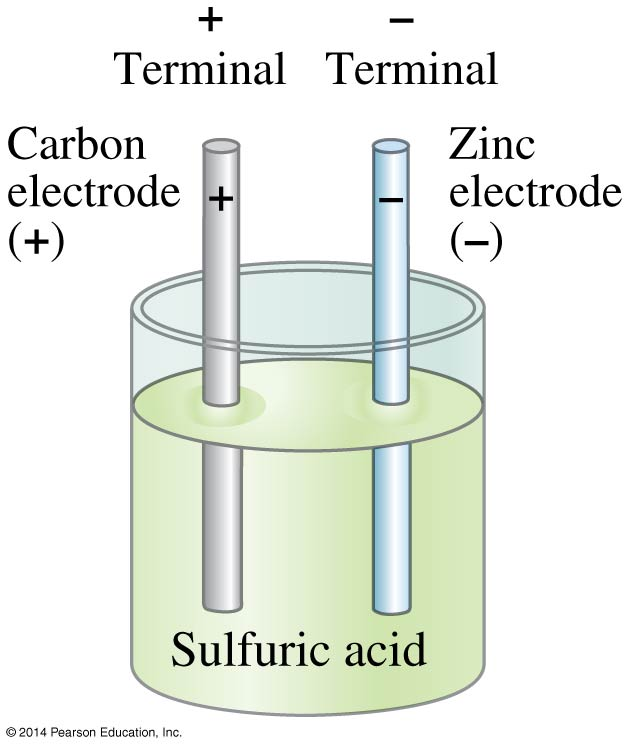 +
Terminal
–
Terminal
Carbon
electrode
(+)
+
–
Zinc
electrode
(–)
Sulfuric acid
© 2014 Pearson Education, Inc.